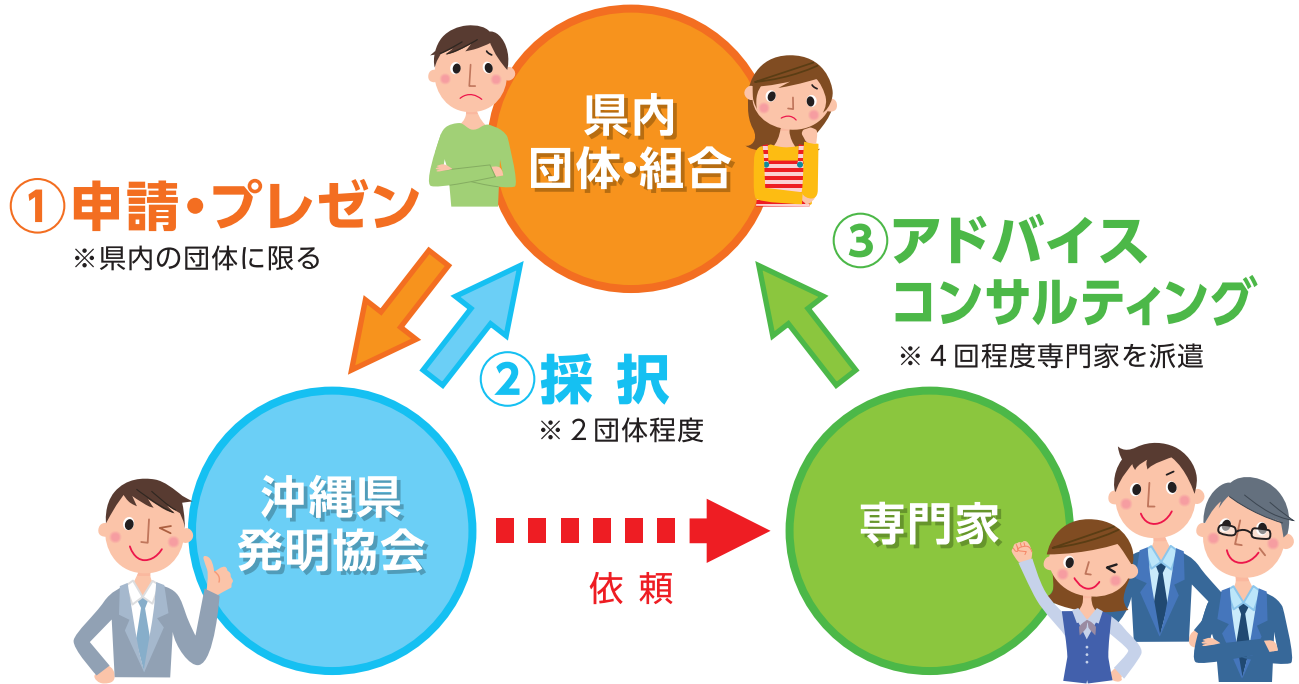 県内
団体・組合
①申請・プレゼン
※県内の団体に限る
③アドバイス
コンサルティング
※４回程度専門家を派遣
②採 択
※２団体程度
沖縄県
発明協会
専門家
依 頼